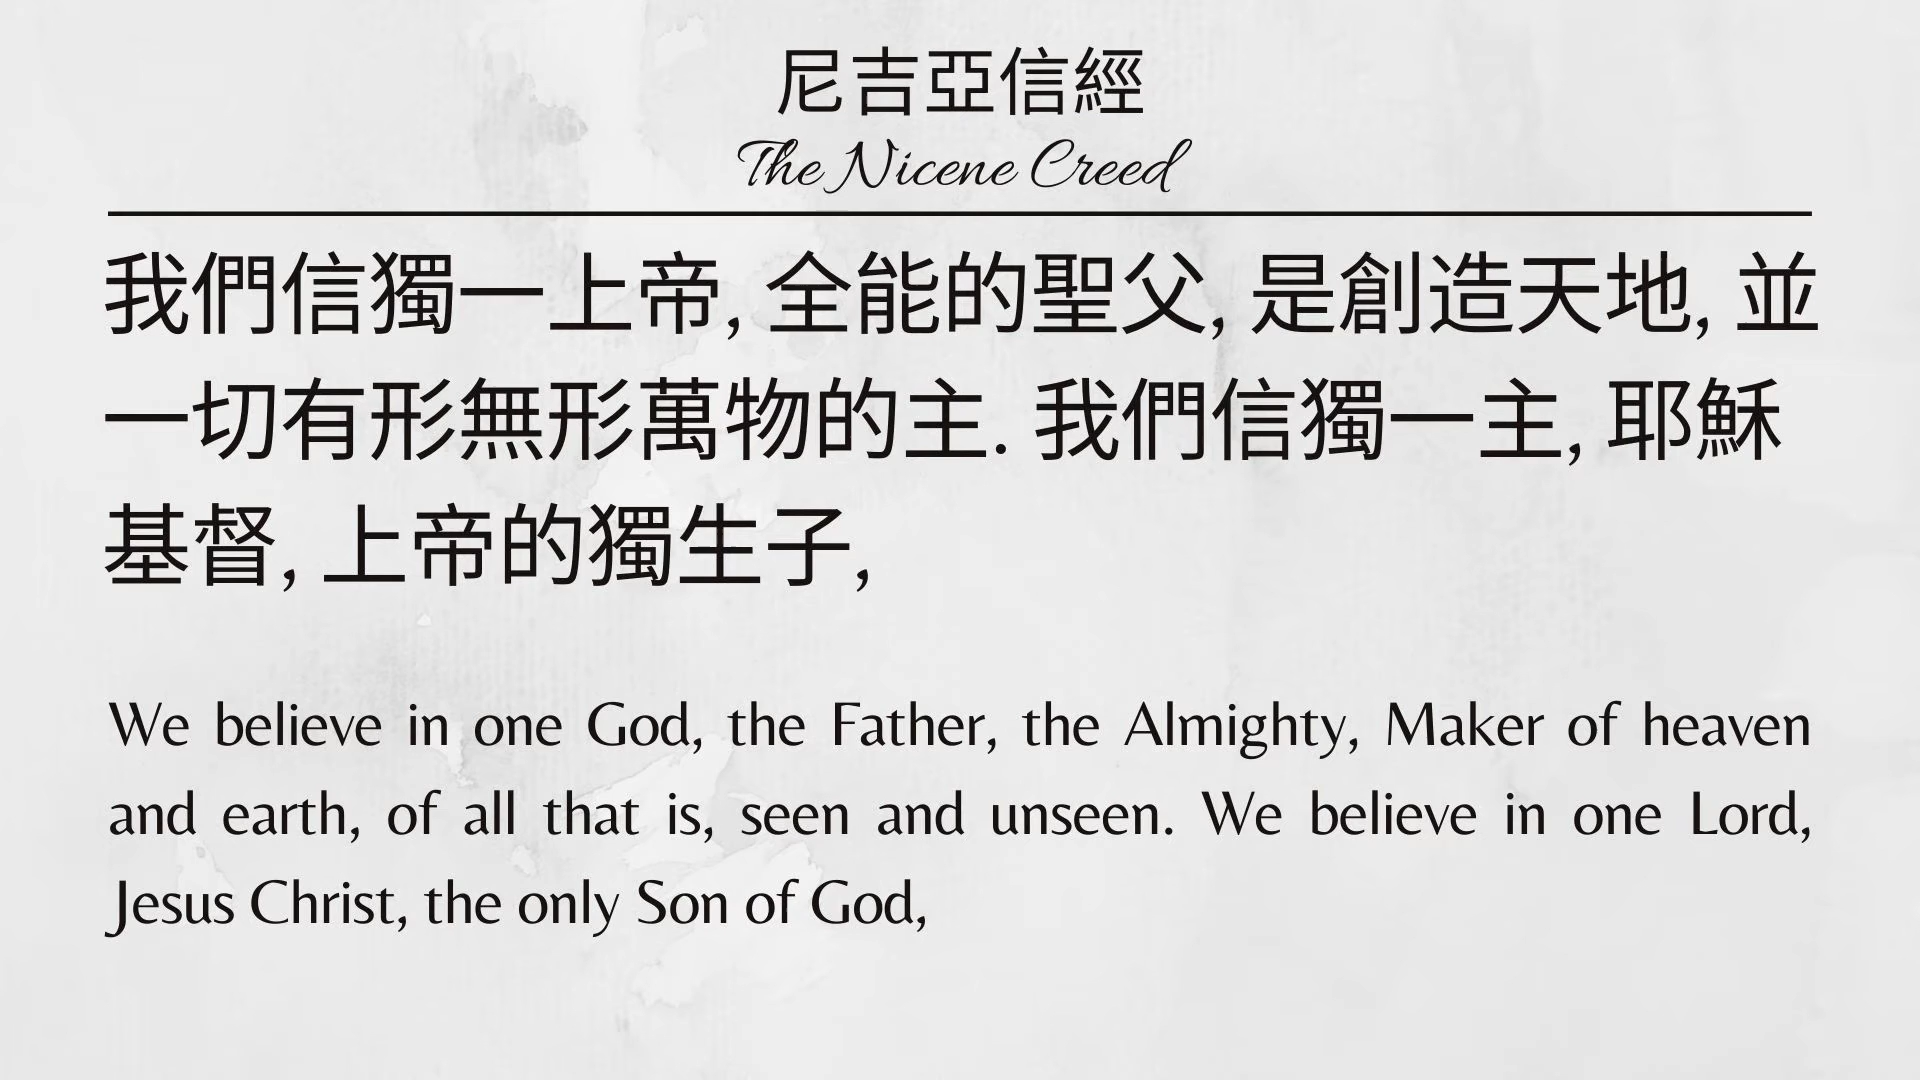 尼吉亞信經
The Nicene Creed
我們信獨一上帝, 全能的聖父, 是創造天地, 並
一切有形無形萬物的主. 我們信獨一主, 耶穌
基督, 上帝的獨生子,
We believe in one God, the Father, the Almighty, Maker of heaven
and earth, of all that is, seen and unseen. We believe in one Lord,
Jesus Christ, the only Son of God,